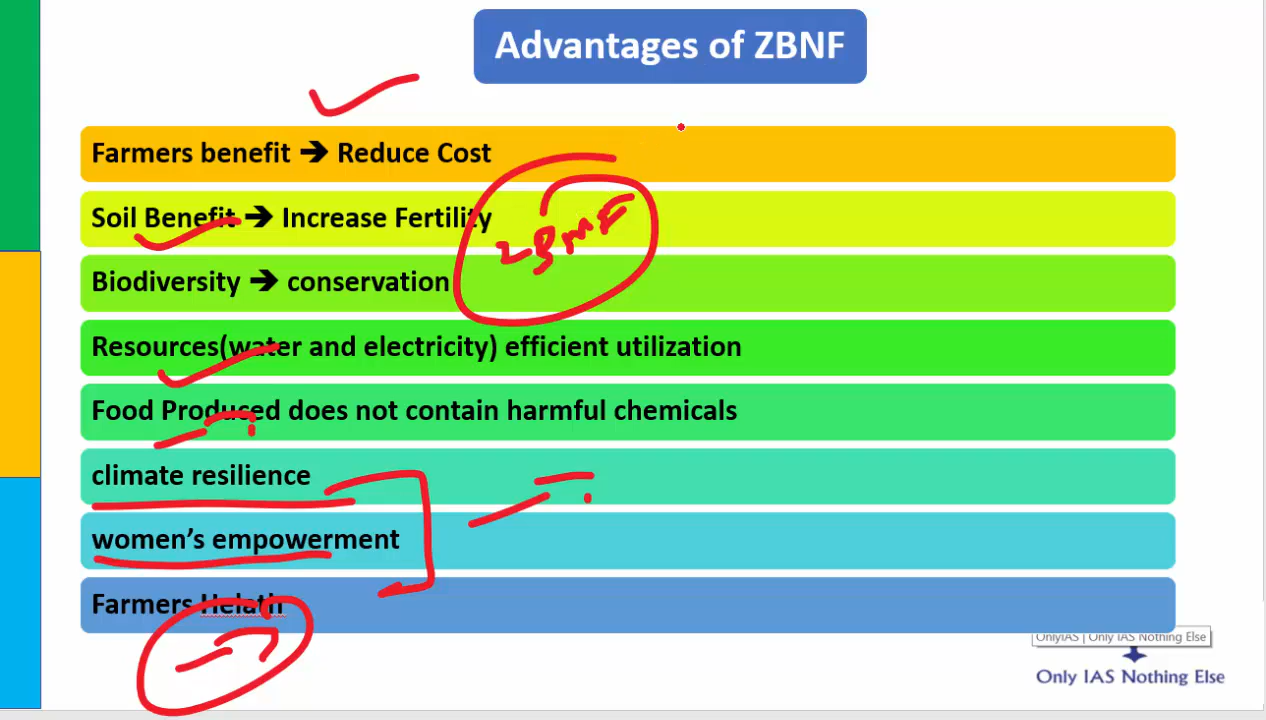 Advantages of ZBNF
Farmers benefit → Reduce Cost
Soil Benefit → Increase Fertility
Biodiversity → conservation
Resources(water and electricity) efficient utilization
Food Produced does not contain harmful chemicals
climate resilience
women’s empowerment
Farmers Helath
OnlyIAS | Only IAS Nothing Else
Only IAS Nothing Else